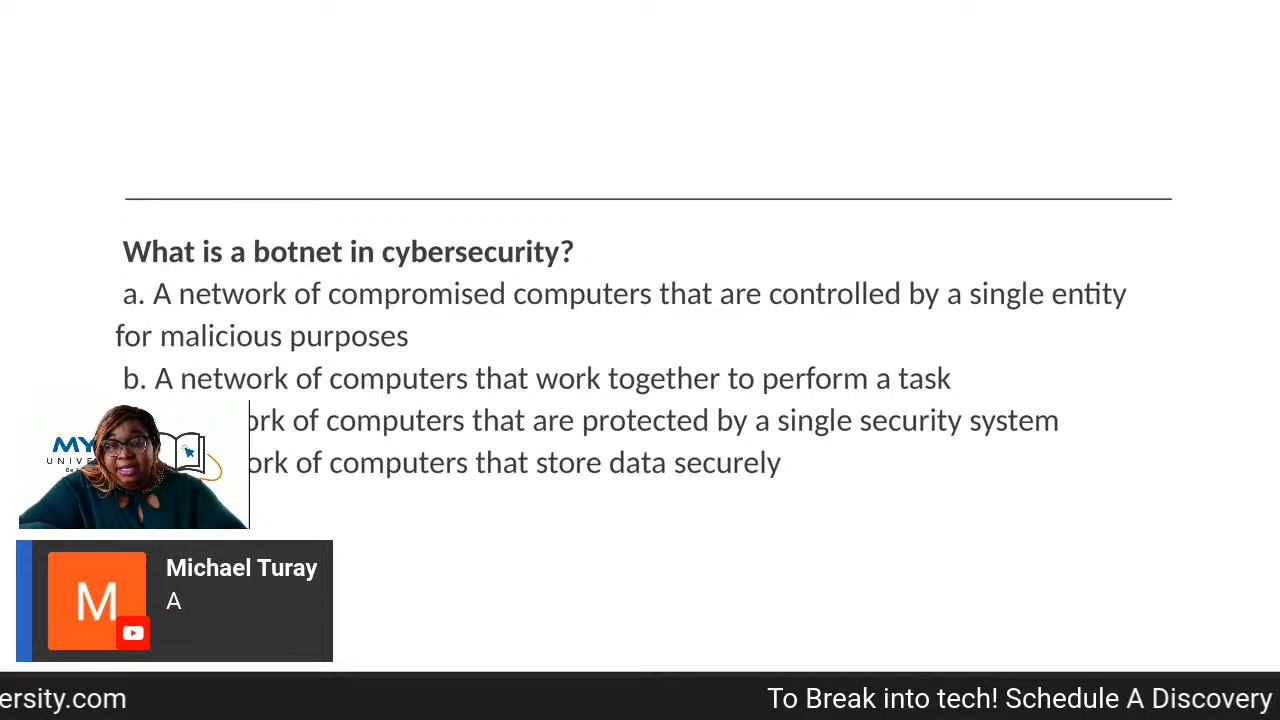 What is a botnet in cybersecurity?
a. A network of compromised computers that are controlled by a single entity
for malicious purposes
b. A network of computers that work together to perform a task
of computers that are protected by a single security system
of computers that store data securely
MY
UNIVE
Michael Turay
A
M
ersity.com
To Break into tech! Schedule A Discovery